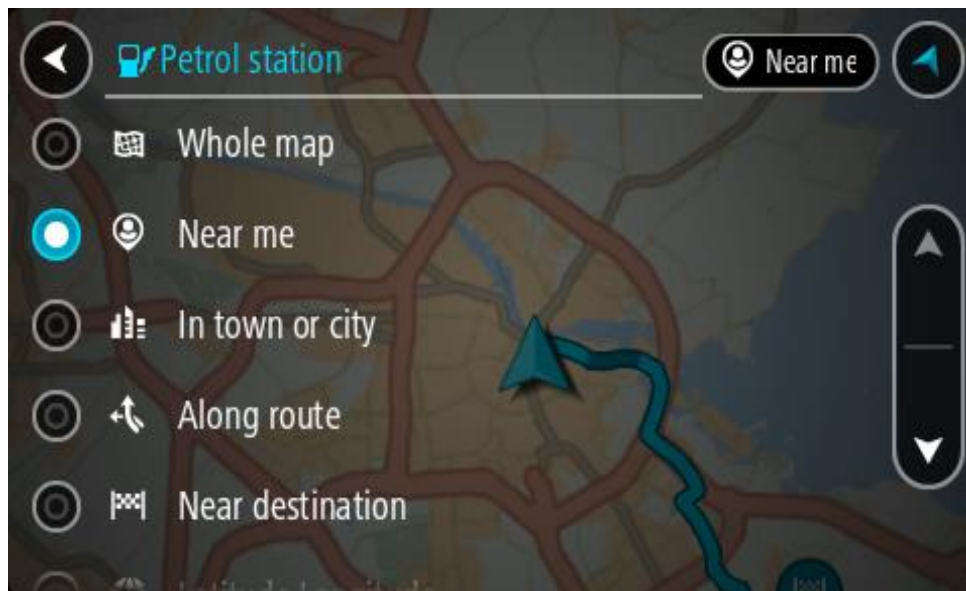 Petrol station
Near me
Whole map
Near me
In town or city
Along route
Near destination